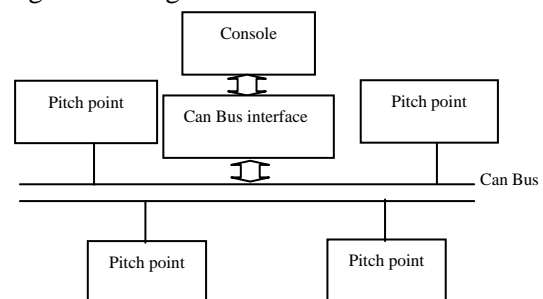 Console
Pitch point
Can Bus interface
Pitch point
Can Bus
Pitch point
Pitch point